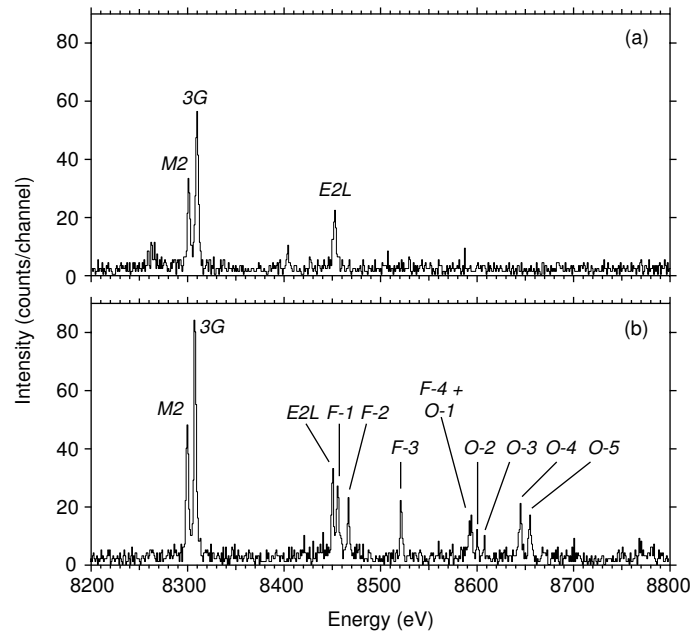 80
60
40
20
0
(a)
3G
M2
E2L
Intensity (counts/channel)
80
60
40
20
0
(b)
3G
M2
E2L F-1 F-2
F-3
F-4 +
O-1
O-2 O-3 O-4 O-5
8200 8300 8400 8500 8600 8700 8800
Energy (eV)